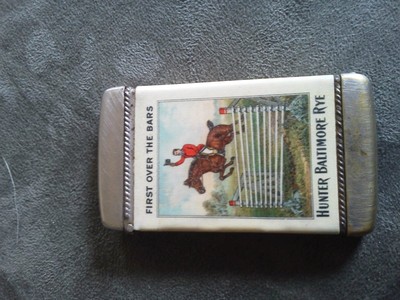 FIRST OVER THE BARS
HUNTER BALTIMORE RYE